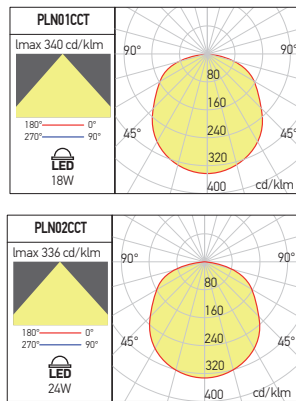 PLN01CCT
Imax 340 cd/klm
180° 0°
270° 90°
LED
18W
90° 90°
80
160
45° 45°
240
320
400 cd/klm
PLN02CCT
Imax 336 cd/klm
180° 0°
270° 90°
LED
24W
90° 90°
80
160
45° 45°
240
320
400 cd/klm